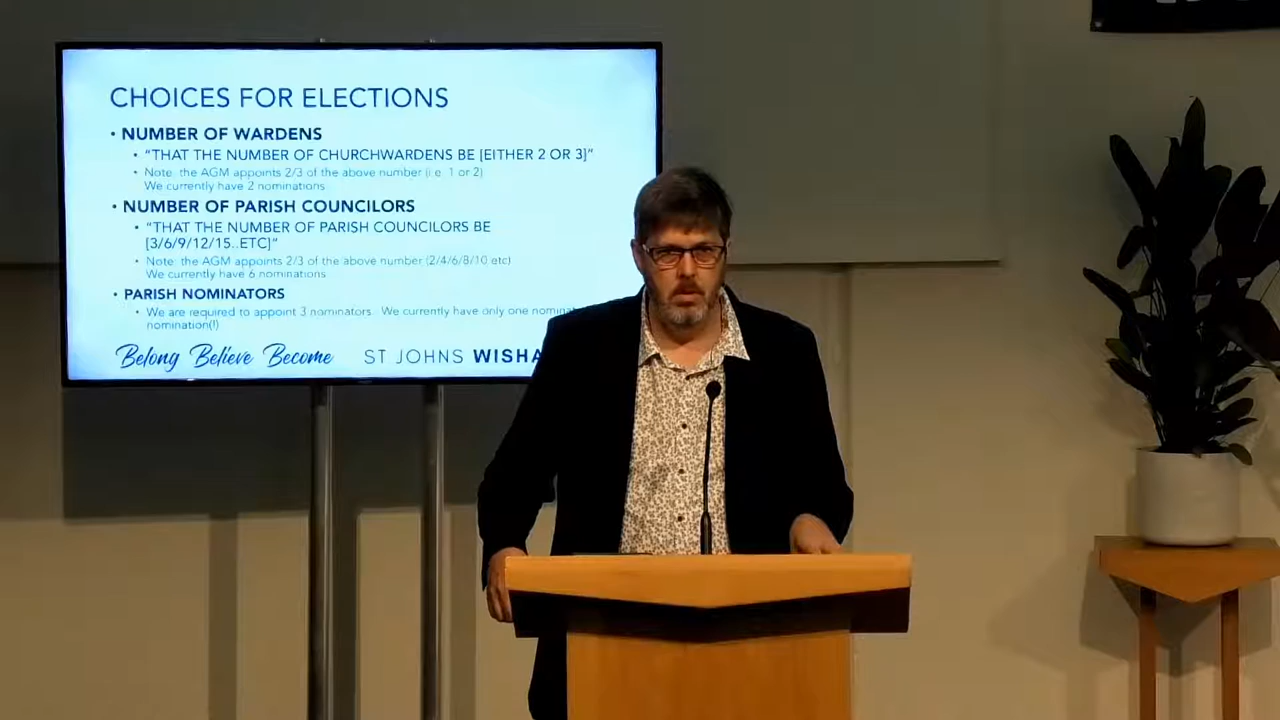 CHOICES FOR ELECTIONS
• NUMBER OF WARDENS
• "THAT THE NUMBER OF CHURCHWARDENS BE [EITHER 2 OR 3]"
• Note: the AGM appoints 2/3 of the above number (i.e. 1 or 2)
We currently have 2 nominations
• NUMBER OF PARISH COUNCILORS
• "THAT THE NUMBER OF PARISH COUNCILORS BE
[3/6/9/12/15..ETC]"
• Note: the AGM appoints 2/3 of the above number (2/4/6/8/10 etc)
We currently have 6 nominations
• PARISH NOMINATORS
• We are required to appoint 3 nominators. We currently have only one
nomination(!)
Belong Believe Become ST JOHNS WISHA